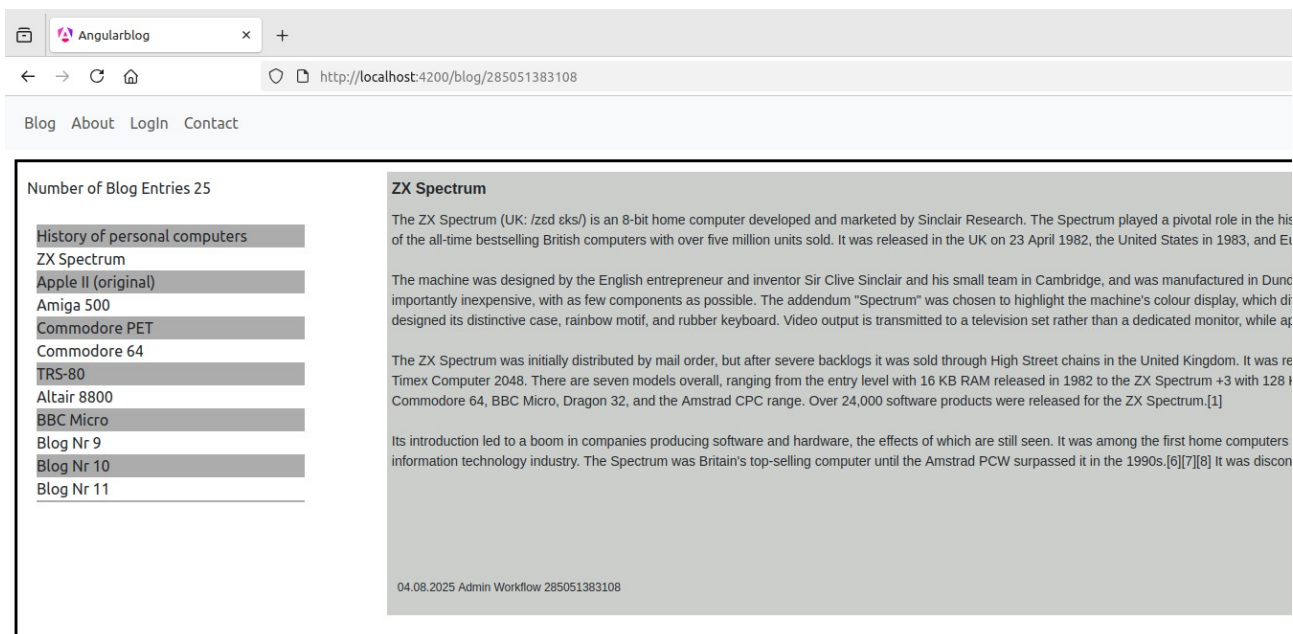 Angularblog
http://localhost:4200/blog/285051383108
Blog About LogIn Contact
Number of Blog Entries 25
History of personal computers
ZX Spectrum
Apple II (original)
Amiga 500
Commodore PET
Commodore 64
TRS-80
Altair 8800
BBC Micro
Blog Nr 9
Blog Nr 10
Blog Nr 11
ZX Spectrum
The ZX Spectrum (UK: /zɛd ɛks/) is an 8-bit home computer developed and marketed by Sinclair Research. The Spectrum played a pivotal role in the
of the all-time bestselling British computers with over five million units sold. It was released in the UK on 23 April 1982, the United States in 1983, and
The machine was designed by the English entrepreneur and inventor Sir Clive Sinclair and his small team in Cambridge, and was manufactured in
importantly inexpensive, with as few components as possible. The addendum "Spectrum" was chosen to highlight the machine's colour display, which
designed its distinctive case, rainbow motif, and rubber keyboard. Video output is transmitted to a television set rather than a dedicated monitor, while
The ZX Spectrum was initially distributed by mail order, but after severe backlogs it was sold through High Street chains in the United Kingdom. It was
Timex Computer 2048. There are seven models overall, ranging from the entry level with 16 KB RAM released in 1982 to the ZX Spectrum +3 with 128
Commodore 64, BBC Micro, Dragon 32, and the Amstrad CPC range. Over 24,000 software products were released for the ZX Spectrum.[1]
Its introduction led to a boom in companies producing software and hardware, the effects of which are still seen. It was among the first home computers
information technology industry. The Spectrum was Britain's top-selling computer until the Amstrad PCW surpassed it in the 1990s.[6][7][8] It was
04.08.2025 Admin Workflow 285051383108